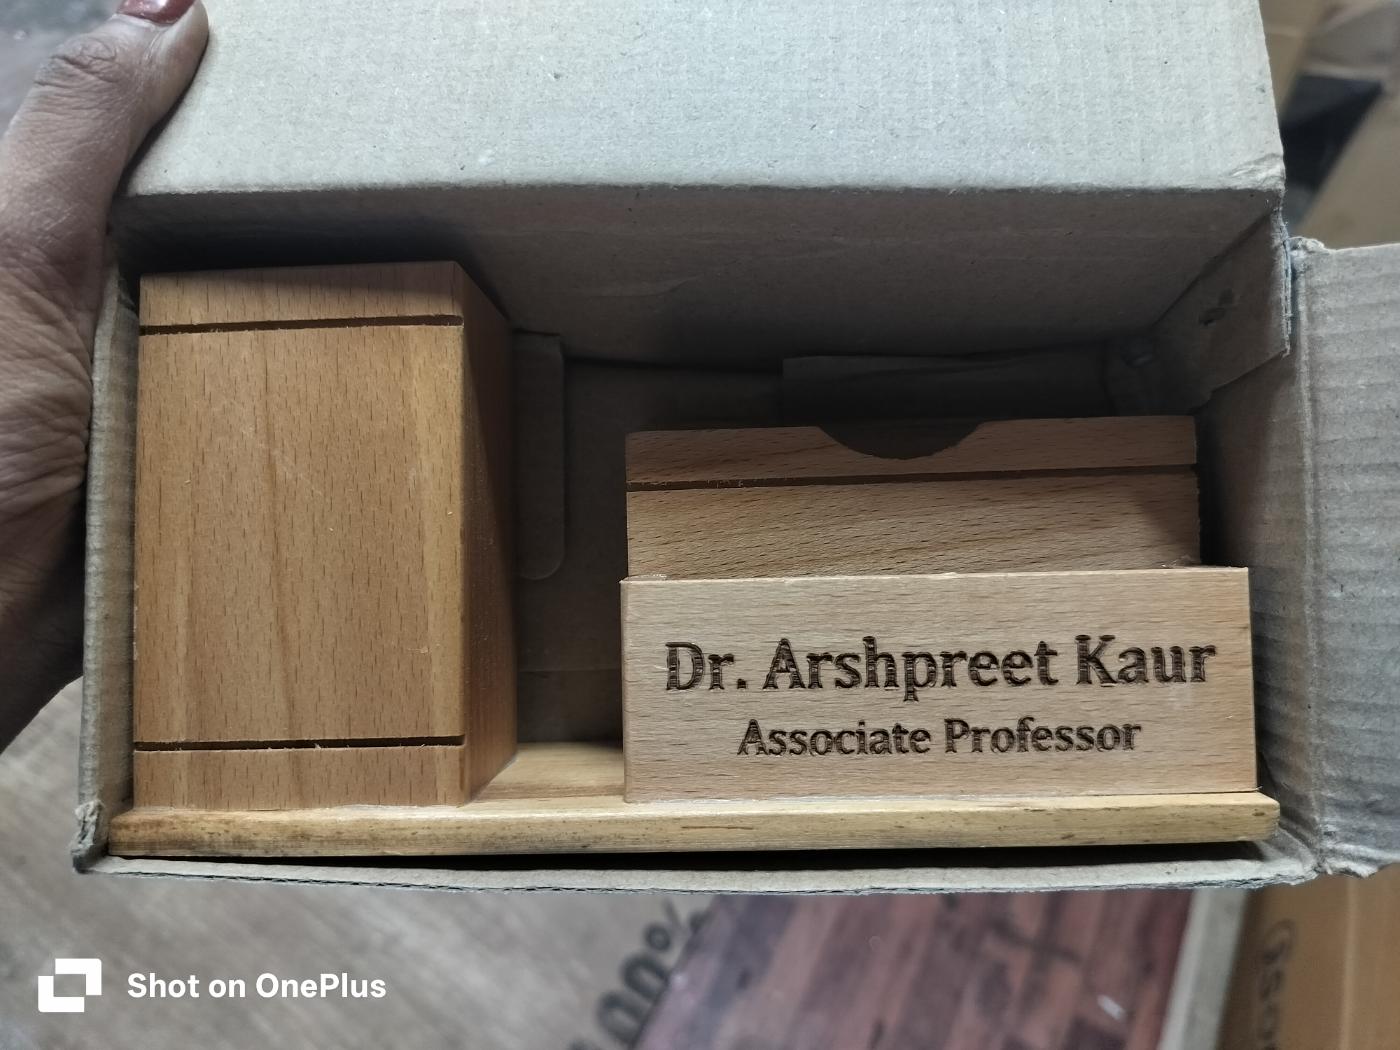 Dr. Arshpreet Kaur
Associate Professor
Shot on OnePlus